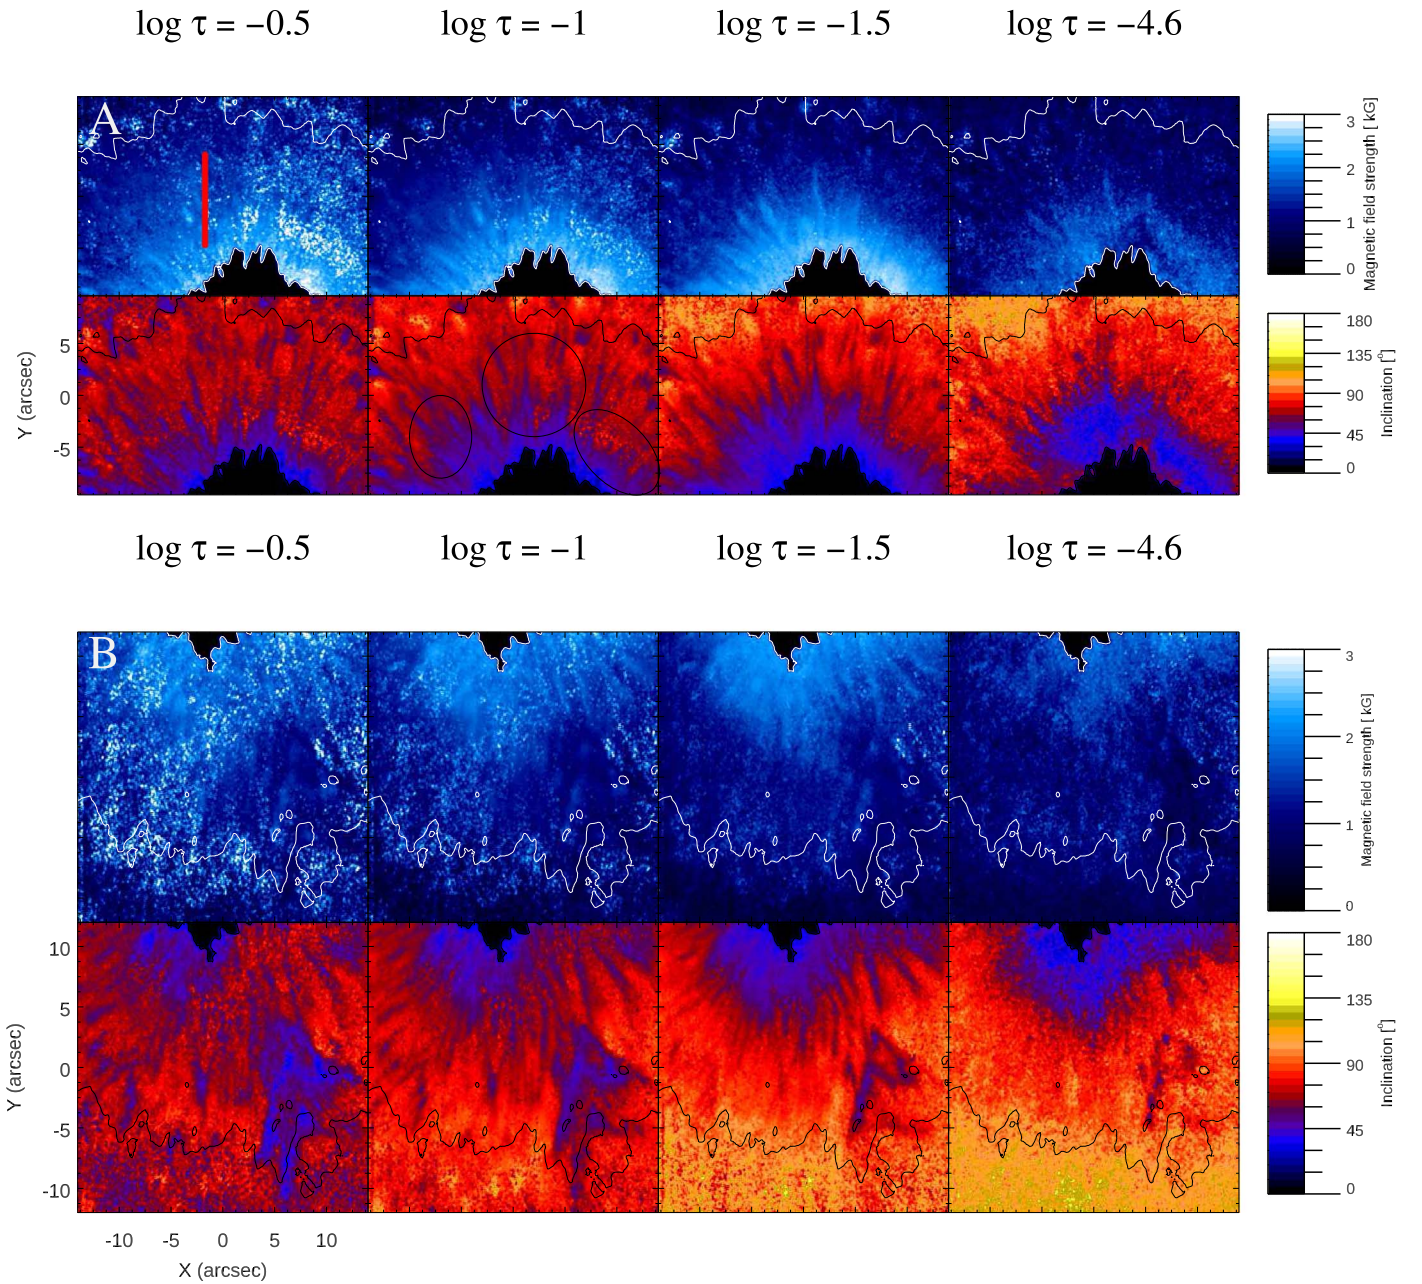 log τ = −0.5 log τ = −1 log τ = −1.5 log τ = −4.6
A
3
2
1
0
Magnetic field strength [ kG]
5
0
-5
Y (arcsec)
180
135
90
45
0
Inclination [°]
log τ = −0.5 log τ = −1 log τ = −1.5 log τ = −4.6
B
3
2
1
0
Magnetic field strength [ kG]
10
5
0
-5
-10
Y (arcsec)
180
135
90
45
0
Inclination [°]
-10 -5 0 5 10
X (arcsec)